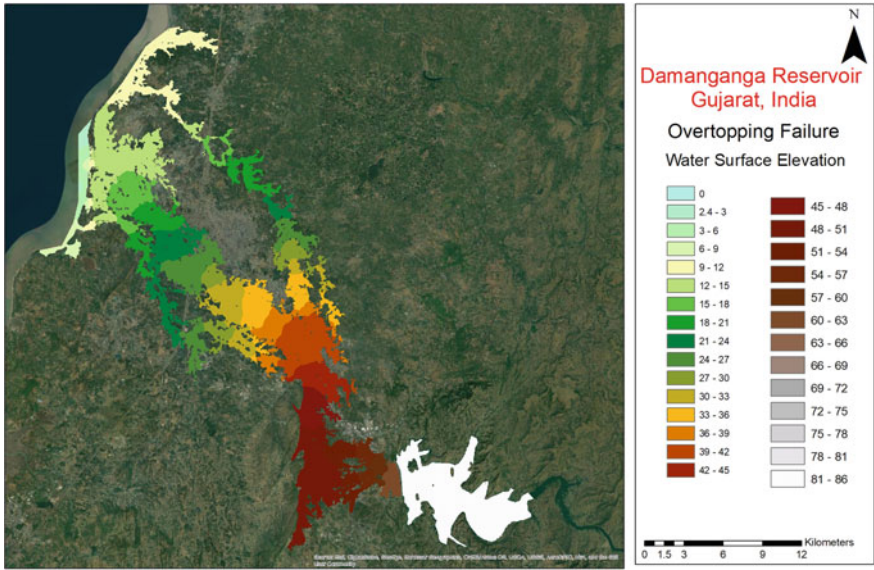 N
Damanganga Reservoir
Gujarat, India
Overtopping Failure
Water Surface Elevation
0
2.4 - 3
3 - 6
6 - 9
9 - 12
12 - 15
15 - 18
18 - 21
21 - 24
24 - 27
27 - 30
30 - 33
33 - 36
36 - 39
39 - 42
42 - 45
45 - 48
48 - 51
51 - 54
54 - 57
57 - 60
60 - 63
63 - 66
66 - 69
69 - 72
72 - 75
75 - 78
78 - 81
81 - 86
Kilometers
0 1.5 3 6 9 12